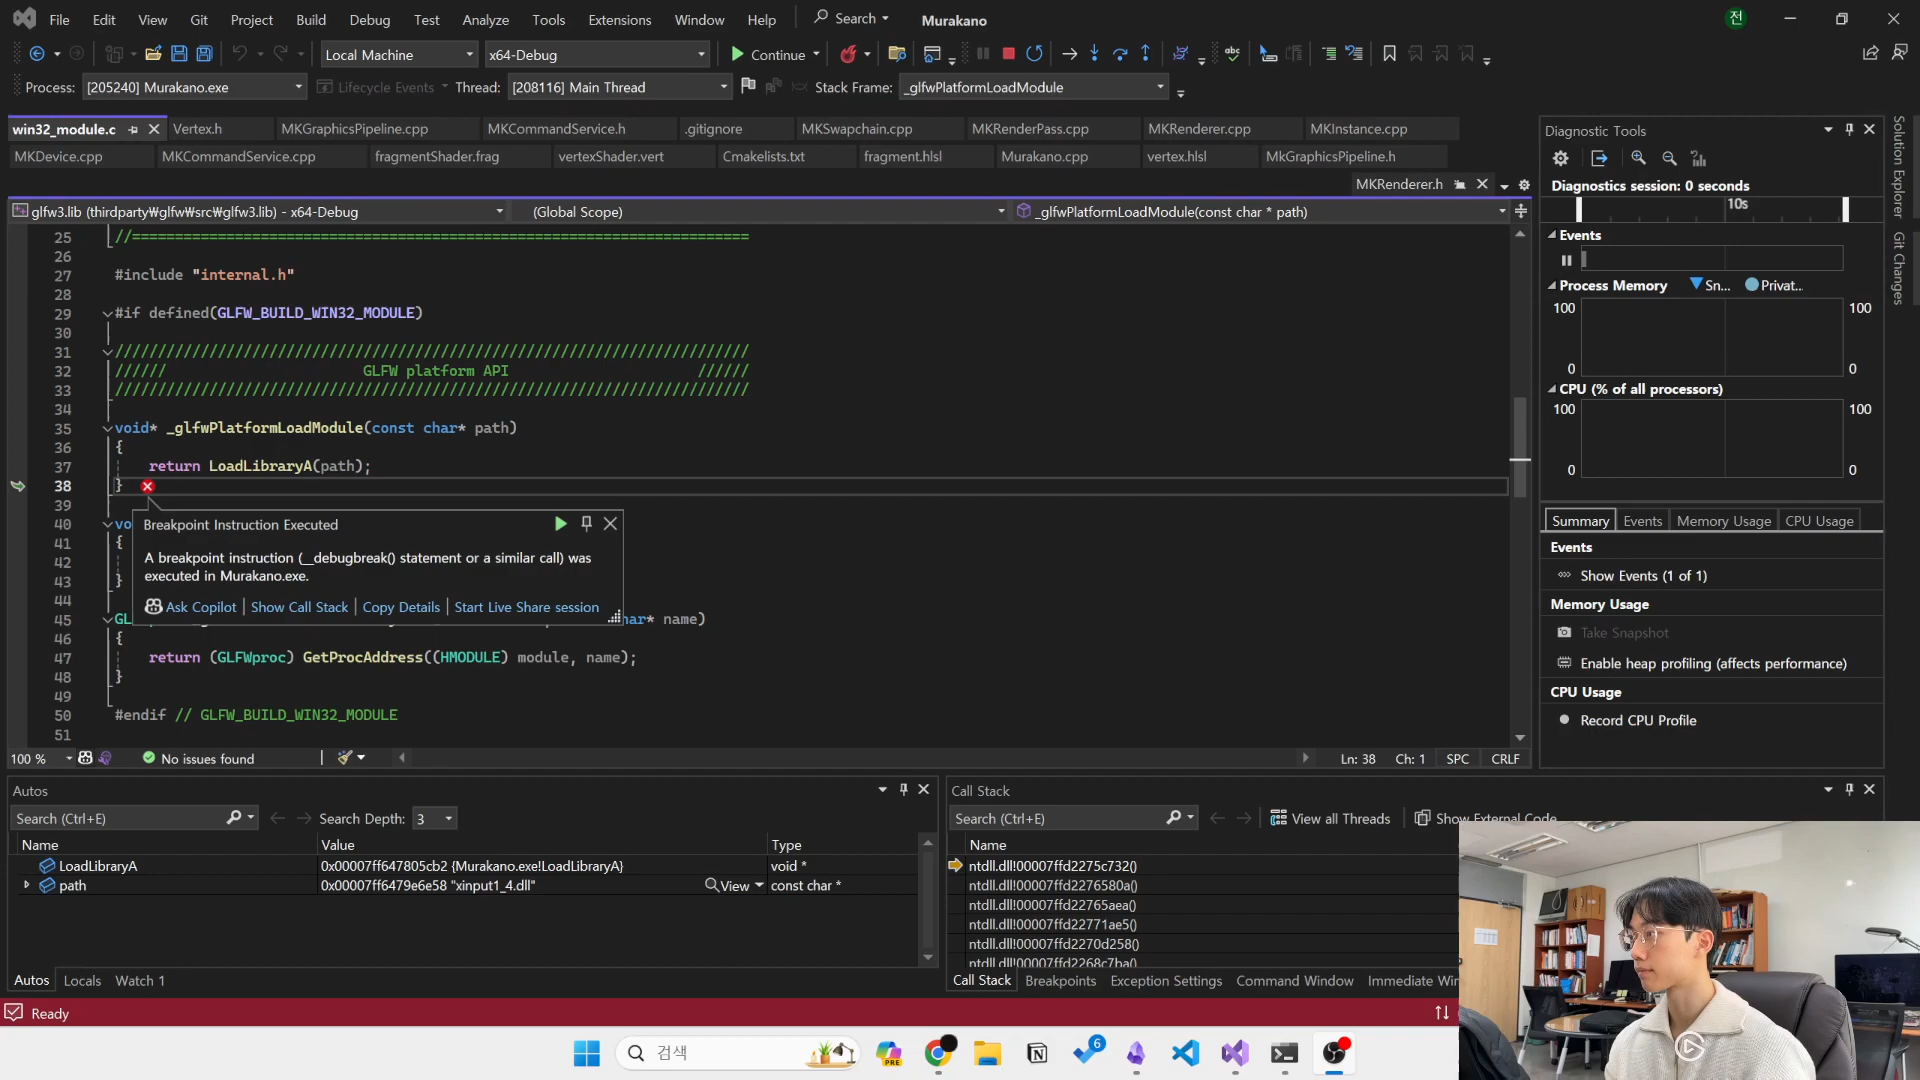 File Edit View Git Project Build Debug Test Analyze Tools Extensions Window Help Search Murakano 전
Local Machine x64-Debug Continue
Process: [205240] Murakano.exe Lifecycle Events Thread: [208116] Main Thread Stack Frame: _glfwPlatformLoadModule
win32_module.c Vertex.h MKGraphicsPipeline.cpp MKCommandService.h .gitignore MKSwapchain.cpp MKRenderPass.cpp MKRenderer.cpp MKInstance.cpp
MKDevice.cpp MKCommandService.cpp fragmentShader.frag vertexShader.vert Cmakelists.txt fragment.hlsl Murakano.cpp vertex.hlsl MkGraphicsPipeline.h
MKRenderer.h
glfw3.lib (thirdparty₩glfw₩src₩glfw3.lib) - x64-Debug (Global Scope) _glfwPlatformLoadModule(const char * path)
25 //========================================================================
26
27 #include "internal.h"
28
29 #if defined(GLFW_BUILD_WIN32_MODULE)
30
31 //////////////////////////////////////////////////////////////////////////
32 ////// GLFW platform API //////
33 //////////////////////////////////////////////////////////////////////////
34
35 void* _glfwPlatformLoadModule(const char* path)
36 {
37 return LoadLibraryA(path);
38 }
39
40 vo
41 {
42
43 }
44
45 GL har* name)
46 {
47 return (GLFWproc) GetProcAddress((HMODULE) module, name);
48 }
49
50 #endif // GLFW_BUILD_WIN32_MODULE
51
Breakpoint Instruction Executed
A breakpoint instruction (__debugbreak() statement or a similar call) was
executed in Murakano.exe.
Ask Copilot | Show Call Stack | Copy Details | Start Live Share session
100 % No issues found Ln: 38 Ch: 1 SPC CRLF
Diagnostic Tools
Diagnostics session: 0 seconds
10s
Events
Process Memory Sn... Privat...
100 100
0 0
CPU (% of all processors)
100 100
0 0
Summary Events Memory Usage CPU Usage
Events
Show Events (1 of 1)
Memory Usage
Take Snapshot
Enable heap profiling (affects performance)
CPU Usage
Record CPU Profile
Solution Explorer
Git Changes
Autos
Search (Ctrl+E) Search Depth: 3
Name Value Type
LoadLibraryA 0x00007ff647805cb2 {Murakano.exe!LoadLibraryA} void *
path 0x00007ff6479e6e58 "xinput1_4.dll" View const char *
Autos Locals Watch 1
Call Stack
Search (Ctrl+E) View all Threads Show External Code
Name
ntdll.dll!00007ffd2275c732()
ntdll.dll!00007ffd2276580a()
ntdll.dll!00007ffd22765aea()
ntdll.dll!00007ffd22771ae5()
ntdll.dll!00007ffd2270d258()
ntdll.dll!00007ffd2268c7ba()
Call Stack Breakpoints Exception Settings Command Window Immediate Win
Ready
검색 PRE 6